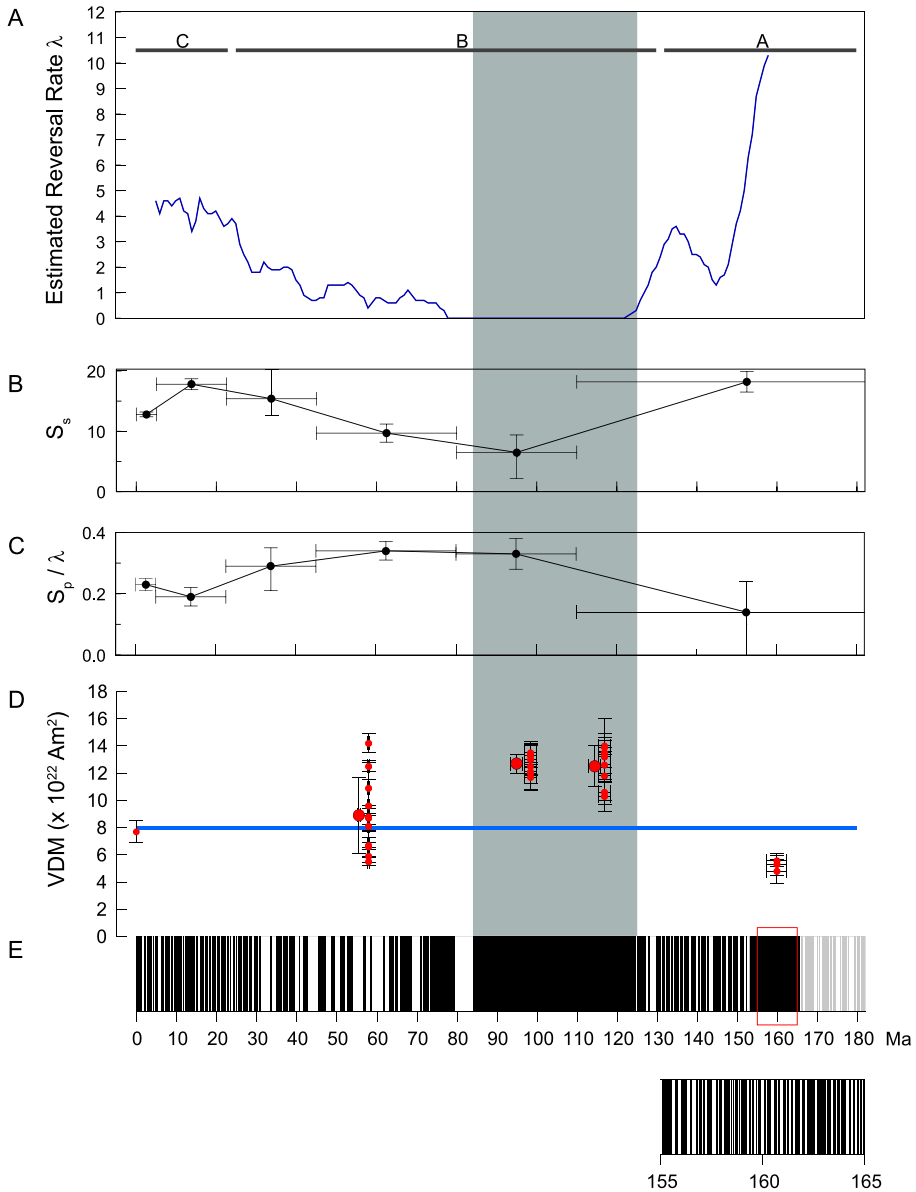 A
Estimated Reversal Rate λ
12
11
10
9
8
7
6
5
4
3
2
1
0
C
B
A
B
S_s
20
10
0
C
S_p / λ
0.4
0.2
0.0
D
VDM (x 10²² Am²)
18
16
14
12
10
8
6
4
2
0
E
0 10 20 30 40 50 60 70 80 90 100 110 120 130 140 150 160 170 180 Ma
155 160 165